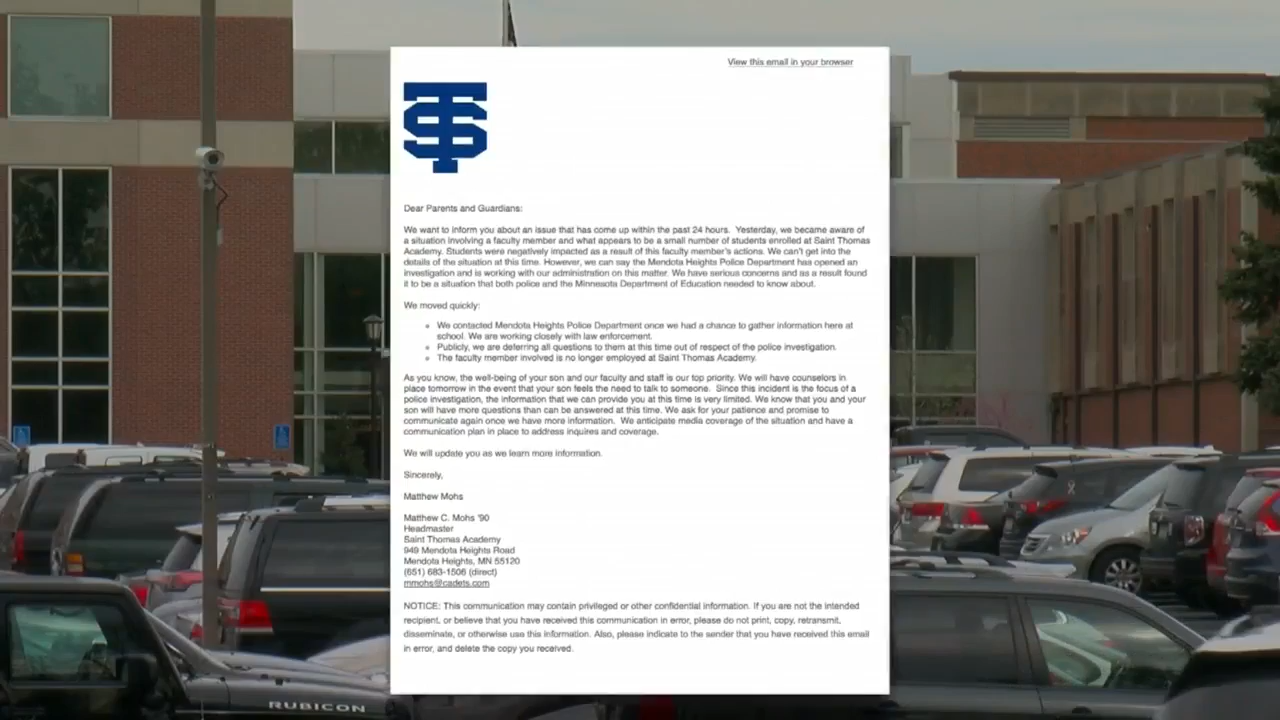 View this email in your browser
STA
Dear Parents and Guardians:
We want to inform you about an issue that has come up within the past 24 hours. Yesterday, we became aware of
a situation involving a faculty member and what appears to be a small number of students enrolled at Saint Thomas
Academy. Students were negatively impacted as a result of this faculty member's actions. We can't get into the
details of the situation at this time. However, we can say the Mendota Heights Police Department has opened an
investigation and is working with our administration on this matter. We have serious concerns and as a result found
it to be a situation that both police and the Minnesota Department of Education needed to know about.
We moved quickly:
We contacted Mendota Heights Police Department once we had a chance to gather information here at
school. We are working closely with law enforcement.
Publicly, we are deferring all questions to them at this time out of respect of the police investigation.
The faculty member involved is no longer employed at Saint Thomas Academy.
As you know, the well-being of your son and our faculty and staff is our top priority. We will have counselors in
place tomorrow in the event that your son feels the need to talk to someone. Since this incident is the focus of a
police investigation, the information that we can provide you at this time is very limited. We know that you and your
son will have more questions than can be answered at this time. We ask for your patience and promise to
communicate again once we have more information. We anticipate media coverage of the situation and have a
communication plan in place to address inquires and coverage.
We will update you as we learn more information.
Sincerely,
Matthew Mohs
Matthew C. Mohs '90
Headmaster
Saint Thomas Academy
949 Mendota Heights Road
Mendota Heights, MN 55120
(651) 683-1506 (direct)
mmohs@cadets.com
NOTICE: This communication may contain privileged or other confidential information. If you are not the intended
recipient, or believe that you have received this communication in error, please do not print, copy, retransmit,
disseminate, or otherwise use this information. Also, please indicate to the sender that you have received this email
in error, and delete the copy you received.
RUBICON